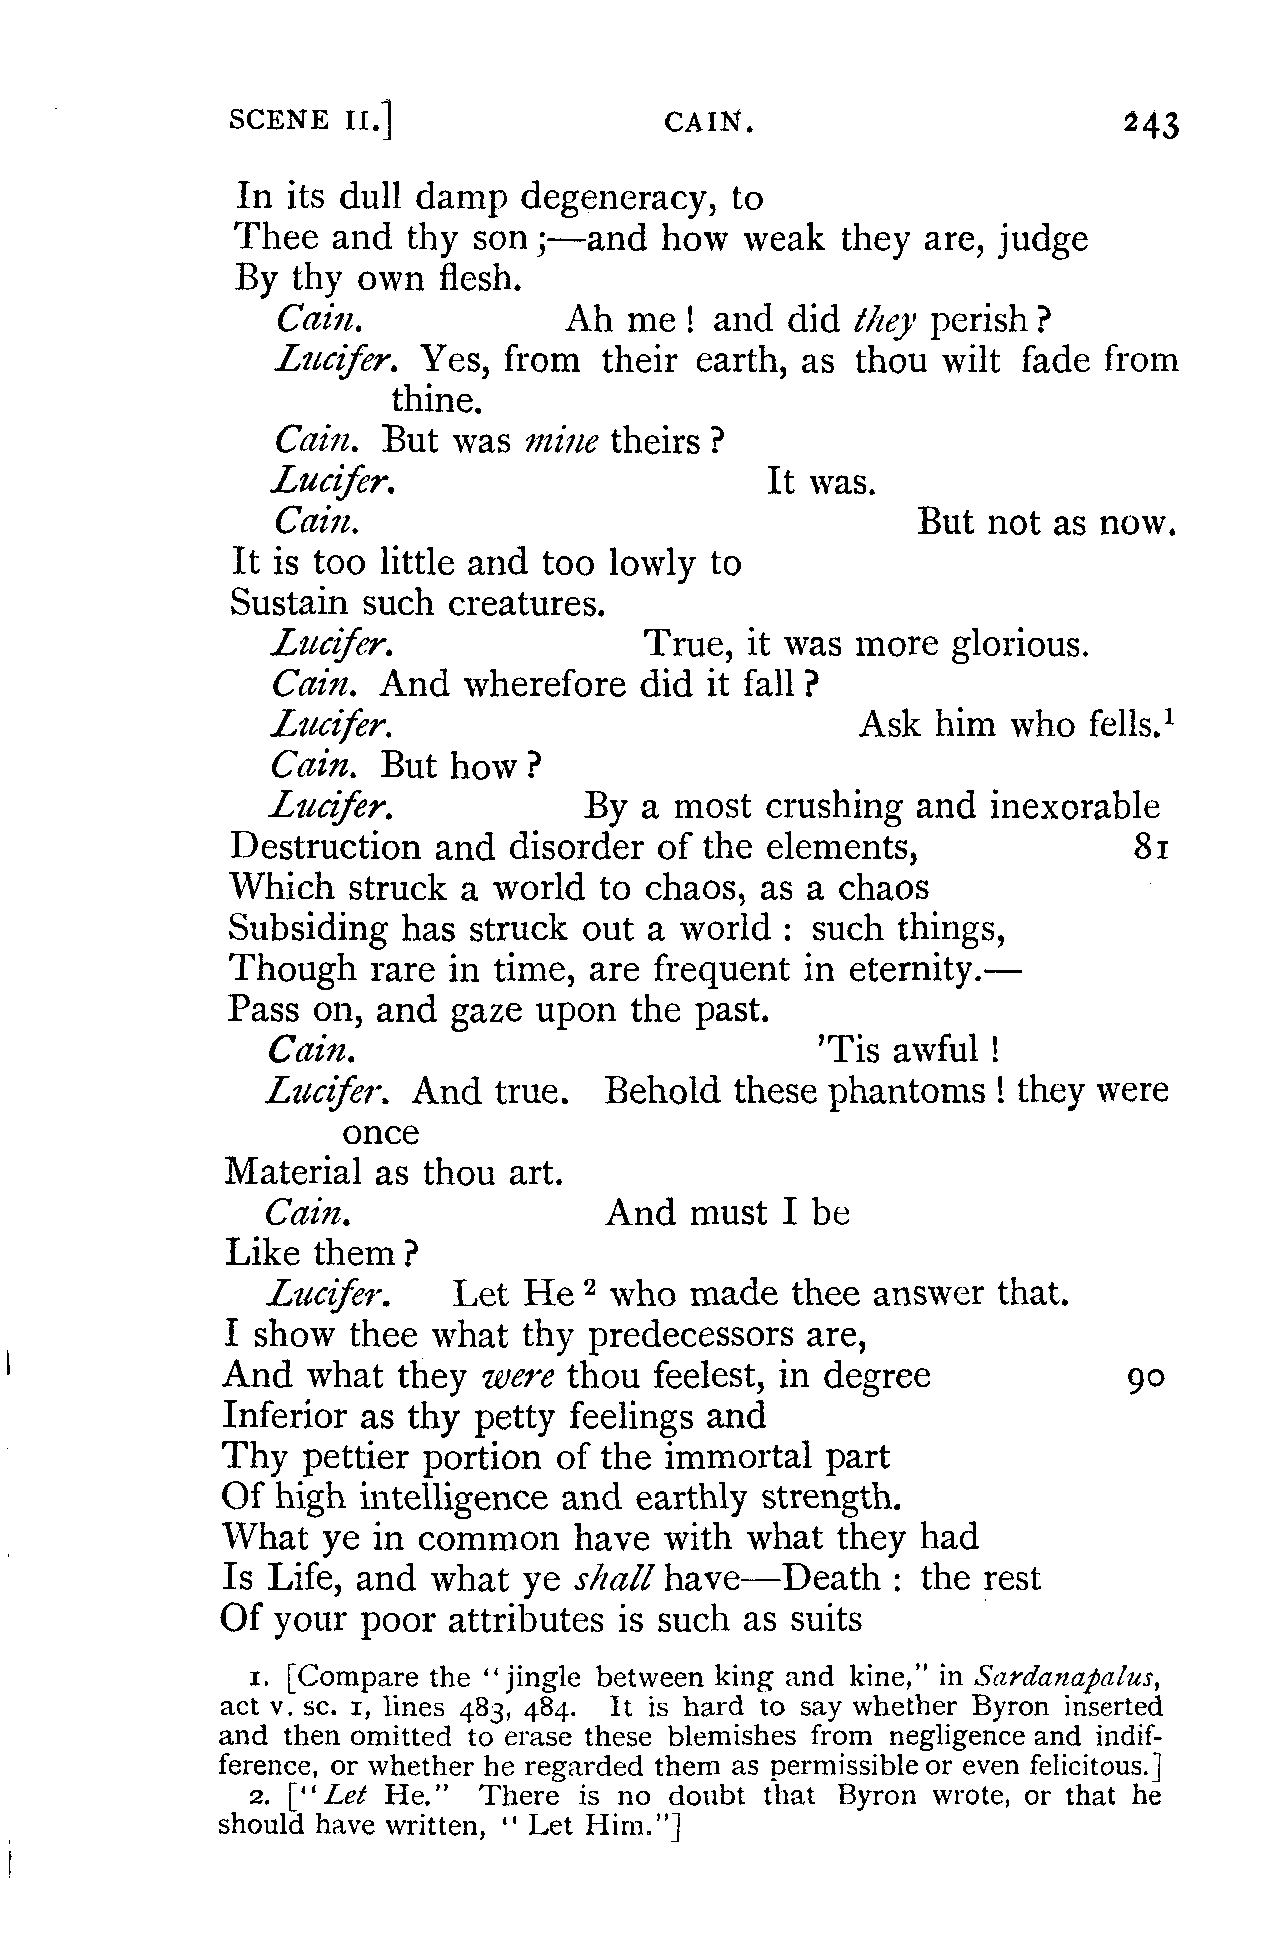 SCENE II.] CAIN. 243
In its dull damp degeneracy, to
Thee and thy son ;—and how weak they are, judge
By thy own flesh.
Cain. Ah me ! and did they perish ?
Lucifer. Yes, from their earth, as thou wilt fade from
thine.
Cain. But was mine theirs ?
Lucifer. It was.
Cain. But not as now.
It is too little and too lowly to
Sustain such creatures.
Lucifer. True, it was more glorious.
Cain. And wherefore did it fall ?
Lucifer. Ask him who fells.¹
Cain. But how ?
Lucifer. By a most crushing and inexorable
Destruction and disorder of the elements, 81
Which struck a world to chaos, as a chaos
Subsiding has struck out a world : such things,
Though rare in time, are frequent in eternity.—
Pass on, and gaze upon the past.
Cain. 'Tis awful !
Lucifer. And true. Behold these phantoms ! they were
once
Material as thou art.
Cain. And must I be
Like them ?
Lucifer. Let He ² who made thee answer that.
I show thee what thy predecessors are,
And what they were thou feelest, in degree 90
Inferior as thy petty feelings and
Thy pettier portion of the immortal part
Of high intelligence and earthly strength.
What ye in common have with what they had
Is Life, and what ye shall have—Death : the rest
Of your poor attributes is such as suits
1. [Compare the "jingle between king and kine," in Sardanapalus,
act v. sc. 1, lines 483, 484. It is hard to say whether Byron inserted
and then omitted to erase these blemishes from negligence and indif-
ference, or whether he regarded them as permissible or even felicitous.]
2. ["Let He." There is no doubt that Byron wrote, or that he
should have written, "Let Him."]